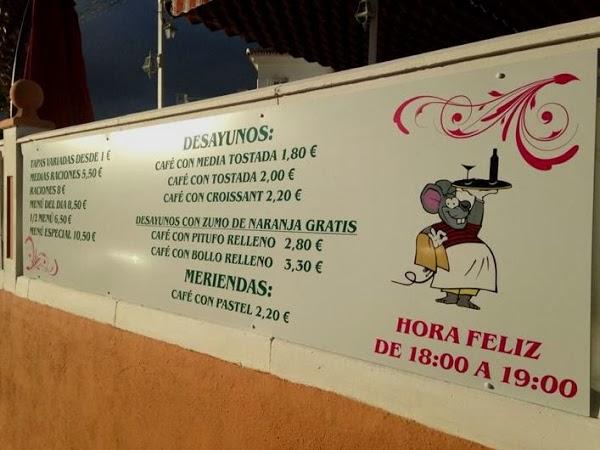 TAPAS VARIADAS DESDE 1 €
MEDIAS RACIONES 5,50 €
RACIONES 8 €
MENÚ DEL DIA 8,50 €
1/2 MENÚ 6,50 €
MENÚ ESPECIAL 10,50 €
DESAYUNOS:
CAFÉ CON MEDIA TOSTADA 1,80 €
CAFÉ CON TOSTADA 2,00 €
CAFÉ CON CROISSANT 2,20 €
DESAYUNOS CON ZUMO DE NARANJA GRATIS
CAFÉ CON PITUFO RELLENO 2,80 €
CAFÉ CON BOLLO RELLENO 3,30 €
MERIENDAS:
CAFÉ CON PASTEL 2,20 €
HORA FELIZ
DE 18:00 A 19:00